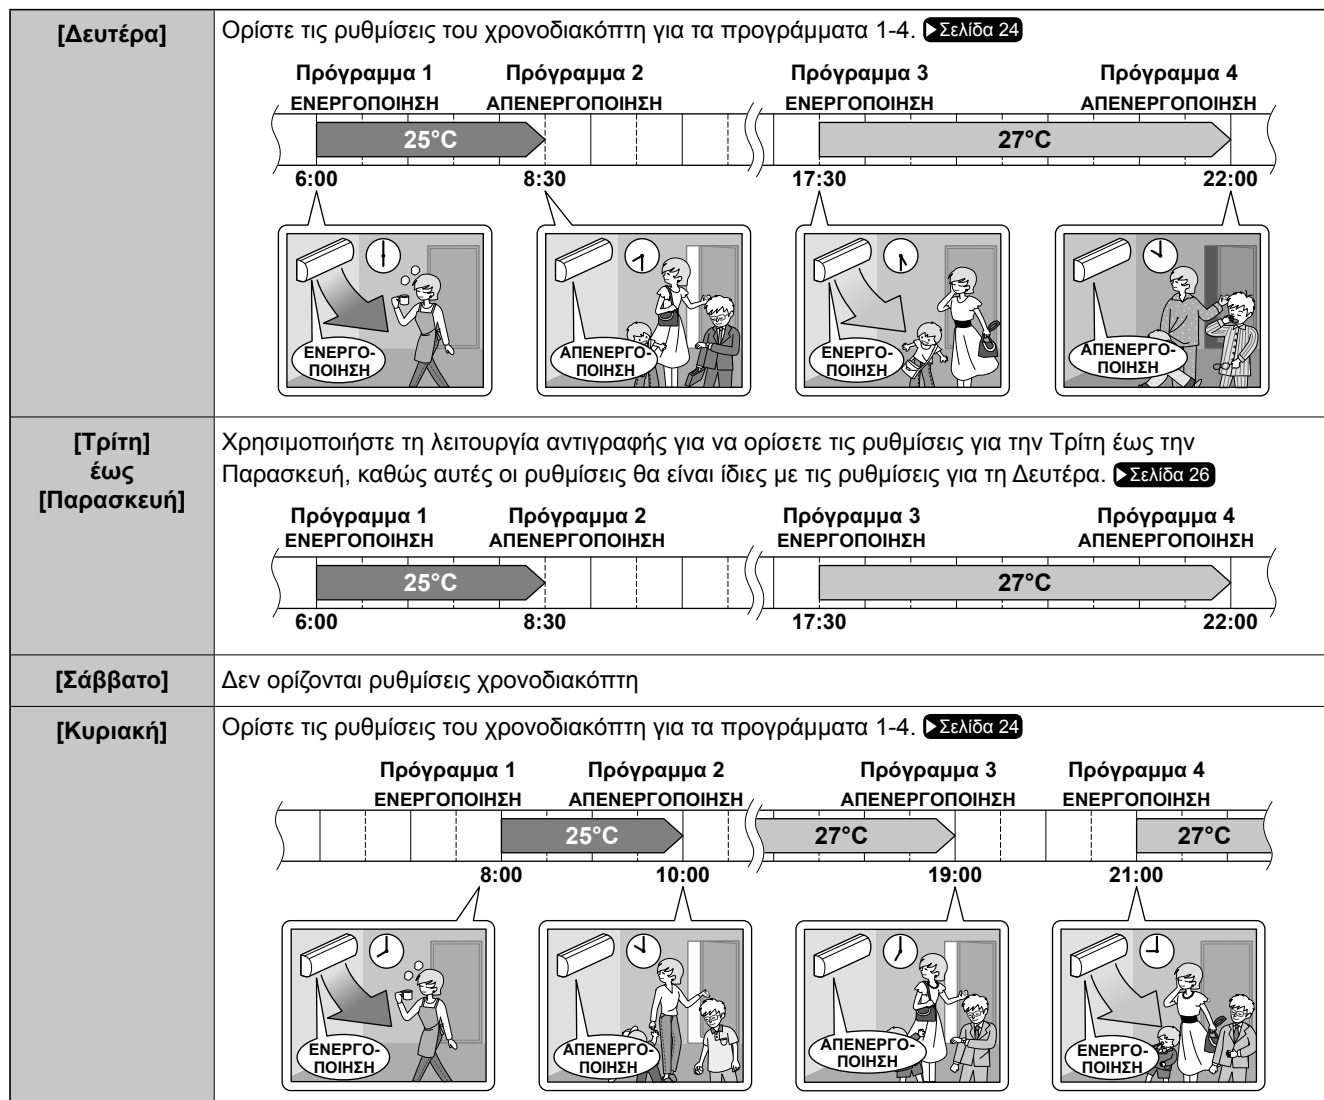 [Δευτέρα]
Ορίστε τις ρυθμίσεις του χρονοδιακόπτη για τα προγράμματα 1-4. Σελίδα 24
Πρόγραμμα 1 Πρόγραμμα 2 Πρόγραμμα 3 Πρόγραμμα 4
ΕΝΕΡΓΟΠΟΙΗΣΗ ΑΠΕΝΕΡΓΟΠΟΙΗΣΗ ΕΝΕΡΓΟΠΟΙΗΣΗ ΑΠΕΝΕΡΓΟΠΟΙΗΣΗ
25°C 27°C
6:00 8:30 17:30 22:00
ΕΝΕΡΓΟ-
ΠΟΙΗΣΗ
ΑΠΕΝΕΡΓΟ-
ΠΟΙΗΣΗ
ΕΝΕΡΓΟ-
ΠΟΙΗΣΗ
ΑΠΕΝΕΡΓΟ-
ΠΟΙΗΣΗ
[Τρίτη]
έως
[Παρασκευή]
Χρησιμοποιήστε τη λειτουργία αντιγραφής για να ορίσετε τις ρυθμίσεις για την Τρίτη έως την
Παρασκευή, καθώς αυτές οι ρυθμίσεις θα είναι ίδιες με τις ρυθμίσεις για τη Δευτέρα. Σελίδα 26
Πρόγραμμα 1 Πρόγραμμα 2 Πρόγραμμα 3 Πρόγραμμα 4
ΕΝΕΡΓΟΠΟΙΗΣΗ ΑΠΕΝΕΡΓΟΠΟΙΗΣΗ ΕΝΕΡΓΟΠΟΙΗΣΗ ΑΠΕΝΕΡΓΟΠΟΙΗΣΗ
25°C 27°C
6:00 8:30 17:30 22:00
[Σάββατο]
Δεν ορίζονται ρυθμίσεις χρονοδιακόπτη
[Κυριακή]
Ορίστε τις ρυθμίσεις του χρονοδιακόπτη για τα προγράμματα 1-4. Σελίδα 24
Πρόγραμμα 1 Πρόγραμμα 2 Πρόγραμμα 3 Πρόγραμμα 4
ΕΝΕΡΓΟΠΟΙΗΣΗ ΑΠΕΝΕΡΓΟΠΟΙΗΣΗ ΑΠΕΝΕΡΓΟΠΟΙΗΣΗ ΕΝΕΡΓΟΠΟΙΗΣΗ
25°C 27°C 27°C
8:00 10:00 19:00 21:00
ΕΝΕΡΓΟ-
ΠΟΙΗΣΗ
ΑΠΕΝΕΡΓΟ-
ΠΟΙΗΣΗ
ΑΠΕΝΕΡΓΟ-
ΠΟΙΗΣΗ
ΕΝΕΡΓΟ-
ΠΟΙΗΣΗ